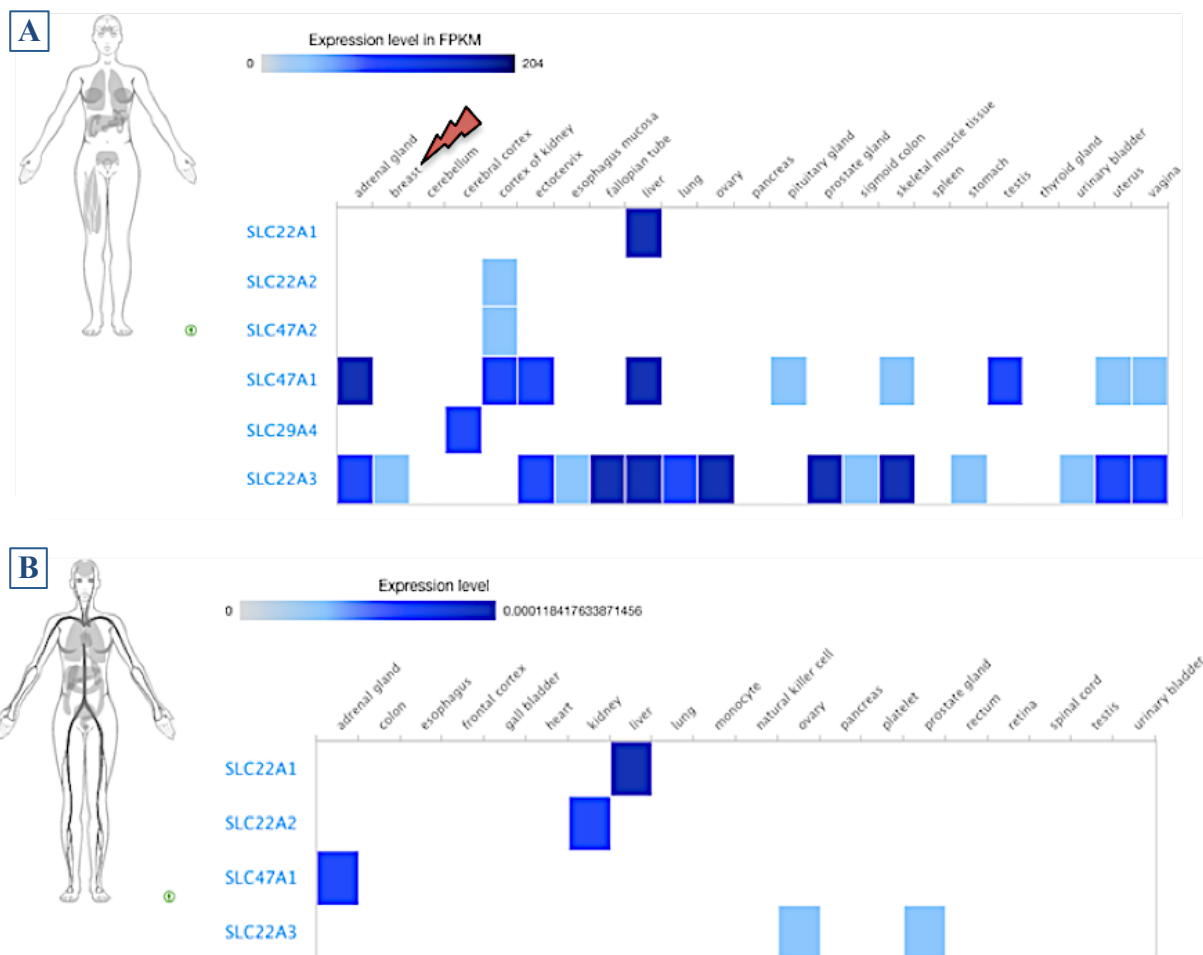 A
Expression level in FPKM
0 204
adrenal gland
breast
cerebellum
cerebral cortex
cortex of kidney
ectocervix
esophagus mucosa
fallopian tube
liver
lung
ovary
pancreas
pituitary gland
prostate gland
sigmoid colon
skeletal muscle tissue
spleen
stomach
testis
thyroid gland
urinary bladder
uterus
vagina
SLC22A1
SLC22A2
SLC47A2
SLC47A1
SLC29A4
SLC22A3
B
Expression level
0 0.000118417633871456
adrenal gland
colon
esophagus
frontal cortex
gall bladder
heart
kidney
liver
lung
monocyte
natural killer cell
ovary
pancreas
platelet
prostate gland
rectum
retina
spinal cord
testis
urinary bladder
SLC22A1
SLC22A2
SLC47A1
SLC22A3